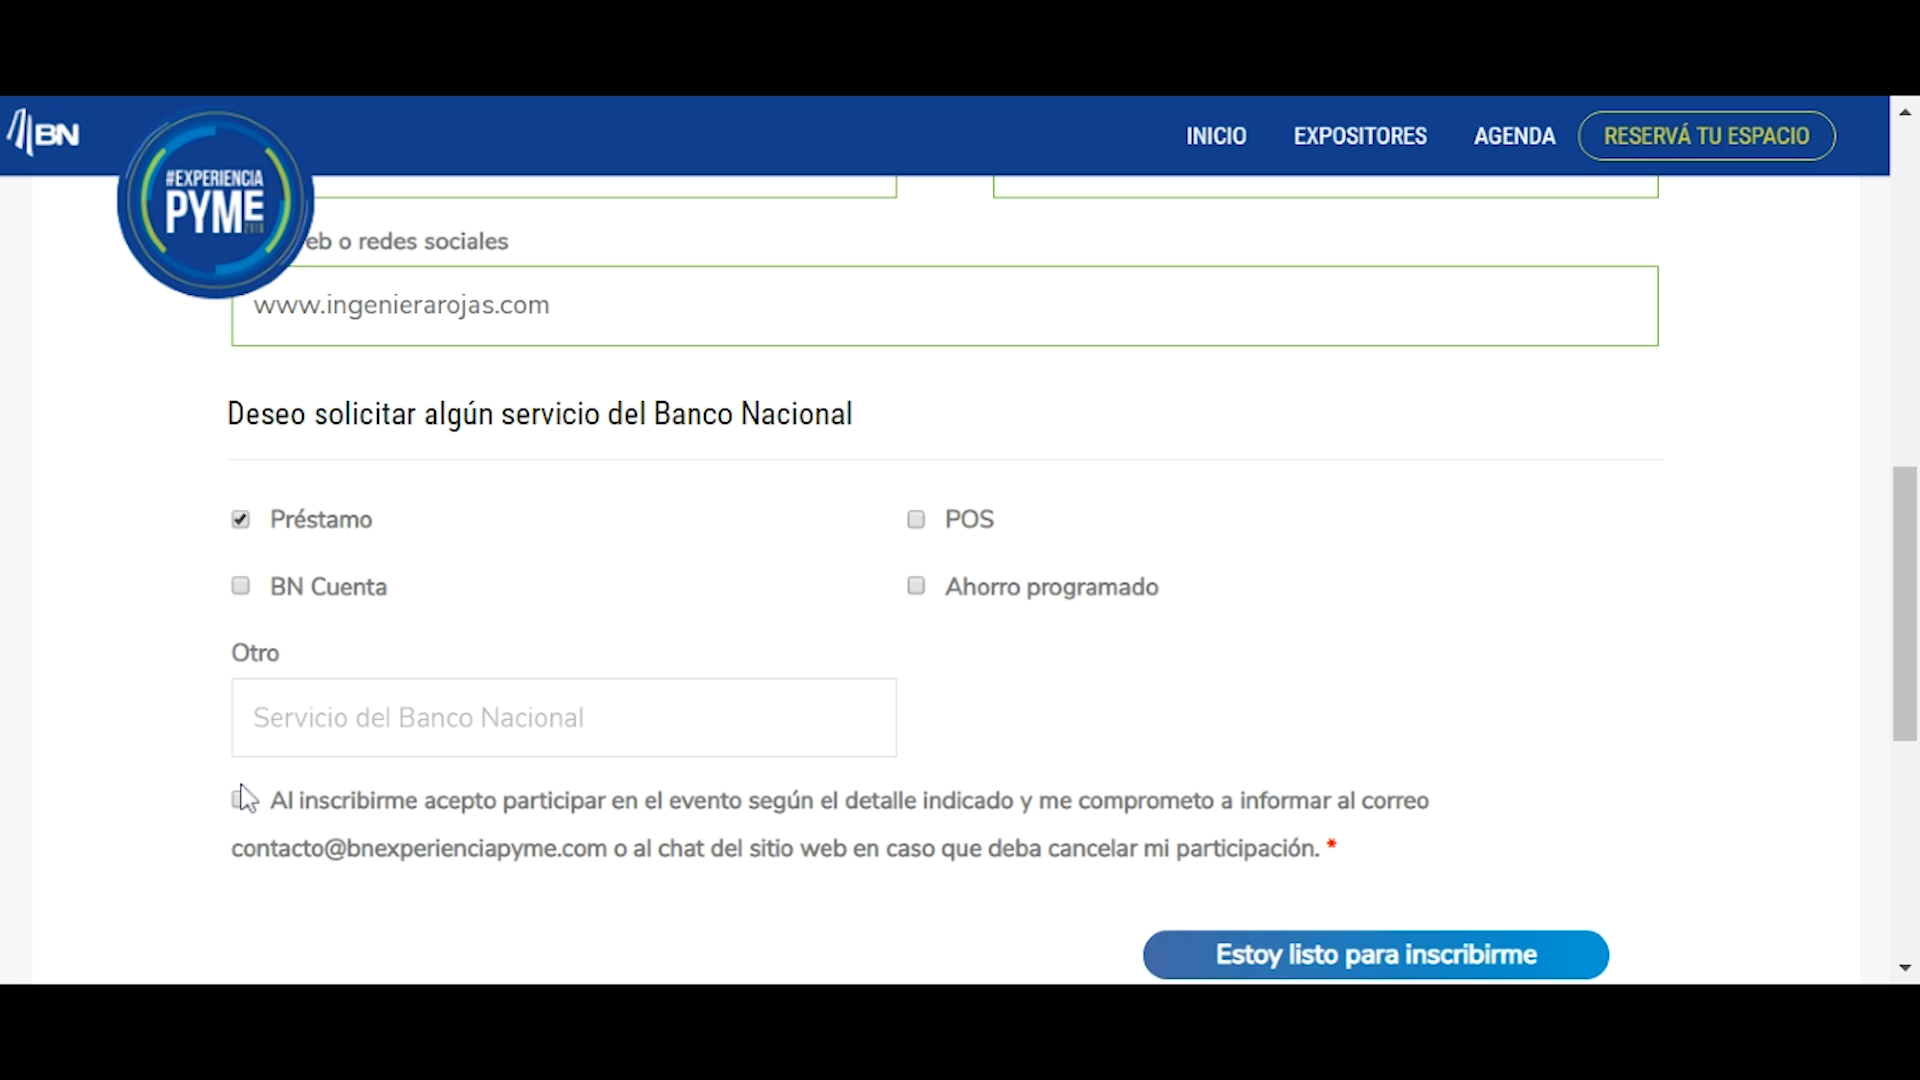 BN
INICIO
EXPOSITORES
AGENDA
RESERVÁ TU ESPACIO
#EXPERIENCIA
PYME
eb o redes sociales
www.ingenierarojas.com
Deseo solicitar algún servicio del Banco Nacional
Préstamo
POS
BN Cuenta
Ahorro programado
Otro
Servicio del Banco Nacional
Al inscribirme acepto participar en el evento según el detalle indicado y me comprometo a informar al correo
contacto@bnexperienciapyme.com o al chat del sitio web en caso que deba cancelar mi participación. *
Estoy listo para inscribirme